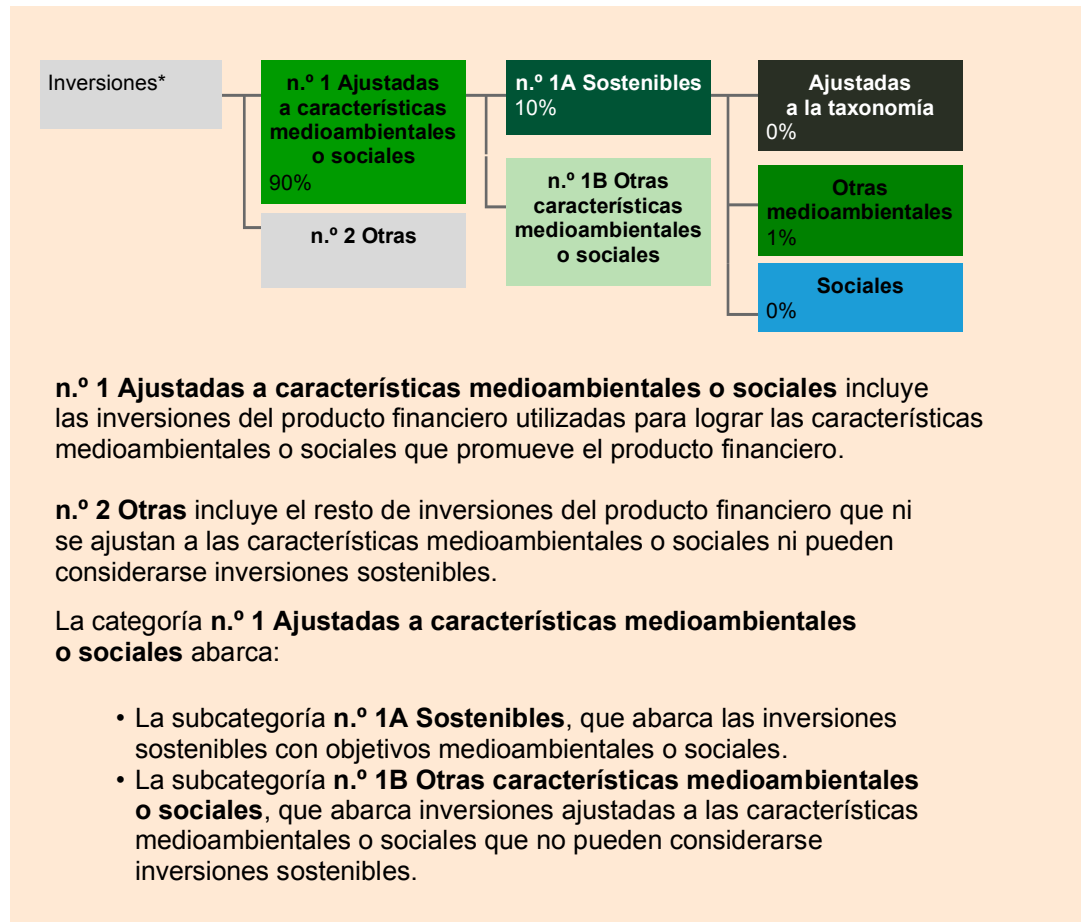 Inversiones*
n.º 1 Ajustadas
a características
medioambientales
o sociales
90%
n.º 2 Otras
n.º 1A Sostenibles
10%
n.º 1B Otras
características
medioambientales
o sociales
Ajustadas
a la taxonomía
0%
Otras
medioambientales
1%
Sociales
0%
n.º 1 Ajustadas a características medioambientales o sociales incluye
las inversiones del producto financiero utilizadas para lograr las características
medioambientales o sociales que promueve el producto financiero.
n.º 2 Otras incluye el resto de inversiones del producto financiero que ni
se ajustan a las características medioambientales o sociales ni pueden
considerarse inversiones sostenibles.
La categoría n.º 1 Ajustadas a características medioambientales
o sociales abarca:
• La subcategoría n.º 1A Sostenibles, que abarca las inversiones
sostenibles con objetivos medioambientales o sociales.
• La subcategoría n.º 1B Otras características medioambientales
o sociales, que abarca inversiones ajustadas a las características
medioambientales o sociales que no pueden considerarse
inversiones sostenibles.